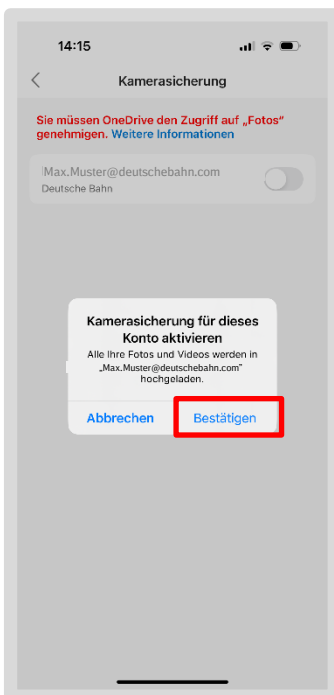 14:15
Kamerasicherung
Sie müssen OneDrive den Zugriff auf „Fotos“
genehmigen. Weitere Informationen
Max.Muster@deutschebahn.com
Deutsche Bahn
Kamerasicherung für dieses
Konto aktivieren
Alle Ihre Fotos und Videos werden in
„Max.Muster@deutschebahn.com“
hochgeladen.
Abbrechen Bestätigen